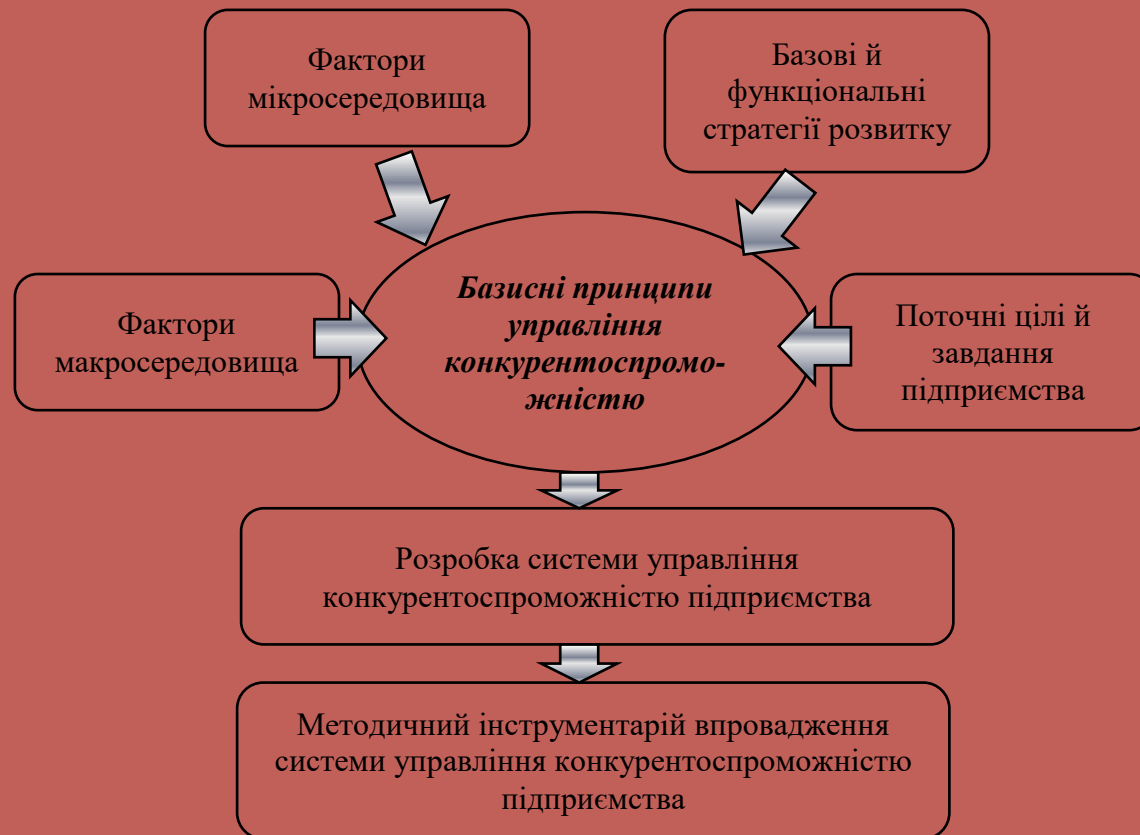 Фактори
мікросередовища
Базові й
функціональні
стратегії розвитку
Фактори
макросередовища
Базисні принципи
управління
конкурентоспромо-
жністю
Поточні цілі й
завдання
підприємства
Розробка системи управління
конкурентоспроможністю підприємства
Методичний інструментарій впровадження
системи управління конкурентоспроможністю
підприємства